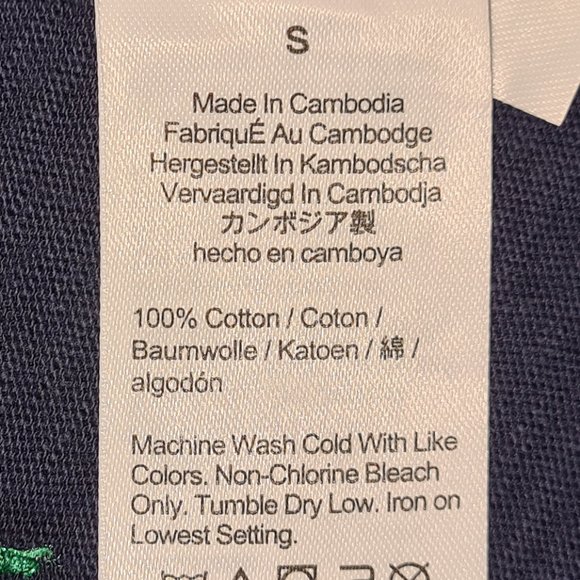 S
Made In Cambodia
FabriquÉ Au Cambodge
Hergestellt In Kambodscha
Vervaardigd In Cambodja
カンボジア製
hecho en camboya
100% Cotton / Coton /
Baumwolle / Katoen / 綿 /
algodón
Machine Wash Cold With Like
Colors. Non-Chlorine Bleach
Only. Tumble Dry Low. Iron on
Lowest Setting.